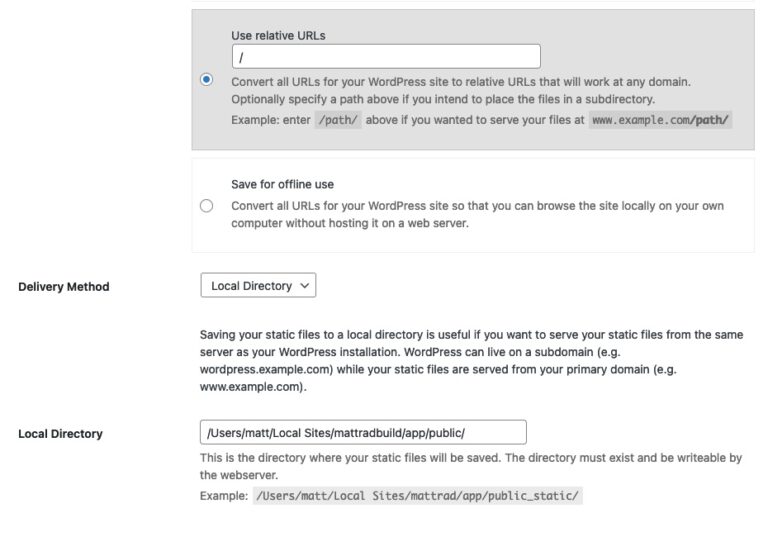 Use relative URLs
/
Convert all URLs for your WordPress site to relative URLs that will work at any domain.
Optionally specify a path above if you intend to place the files in a subdirectory.
Example: enter /path/ above if you wanted to serve your files at www.example.com/path/
Save for offline use
Convert all URLs for your WordPress site so that you can browse the site locally on your own
computer without hosting it on a web server.
Delivery Method
Local Directory
Saving your static files to a local directory is useful if you want to serve your static files from the same
server as your WordPress installation. WordPress can live on a subdomain (e.g.
wordpress.example.com) while your static files are served from your primary domain (e.g.
www.example.com).
Local Directory
/Users/matt/Local Sites/mattradbuild/app/public/
This is the directory where your static files will be saved. The directory must exist and be writeable by
the webserver.
Example: /Users/matt/Local Sites/mattrad/app/public_static/